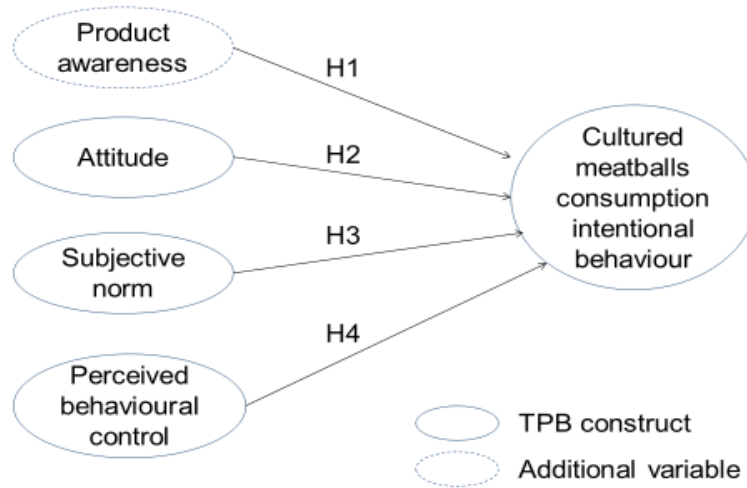 Product
awareness
H1
Attitude
H2
Cultured
meatballs
consumption
intentional
behaviour
H3
Subjective
norm
H4
Perceived
behavioural
control
TPB construct
Additional variable